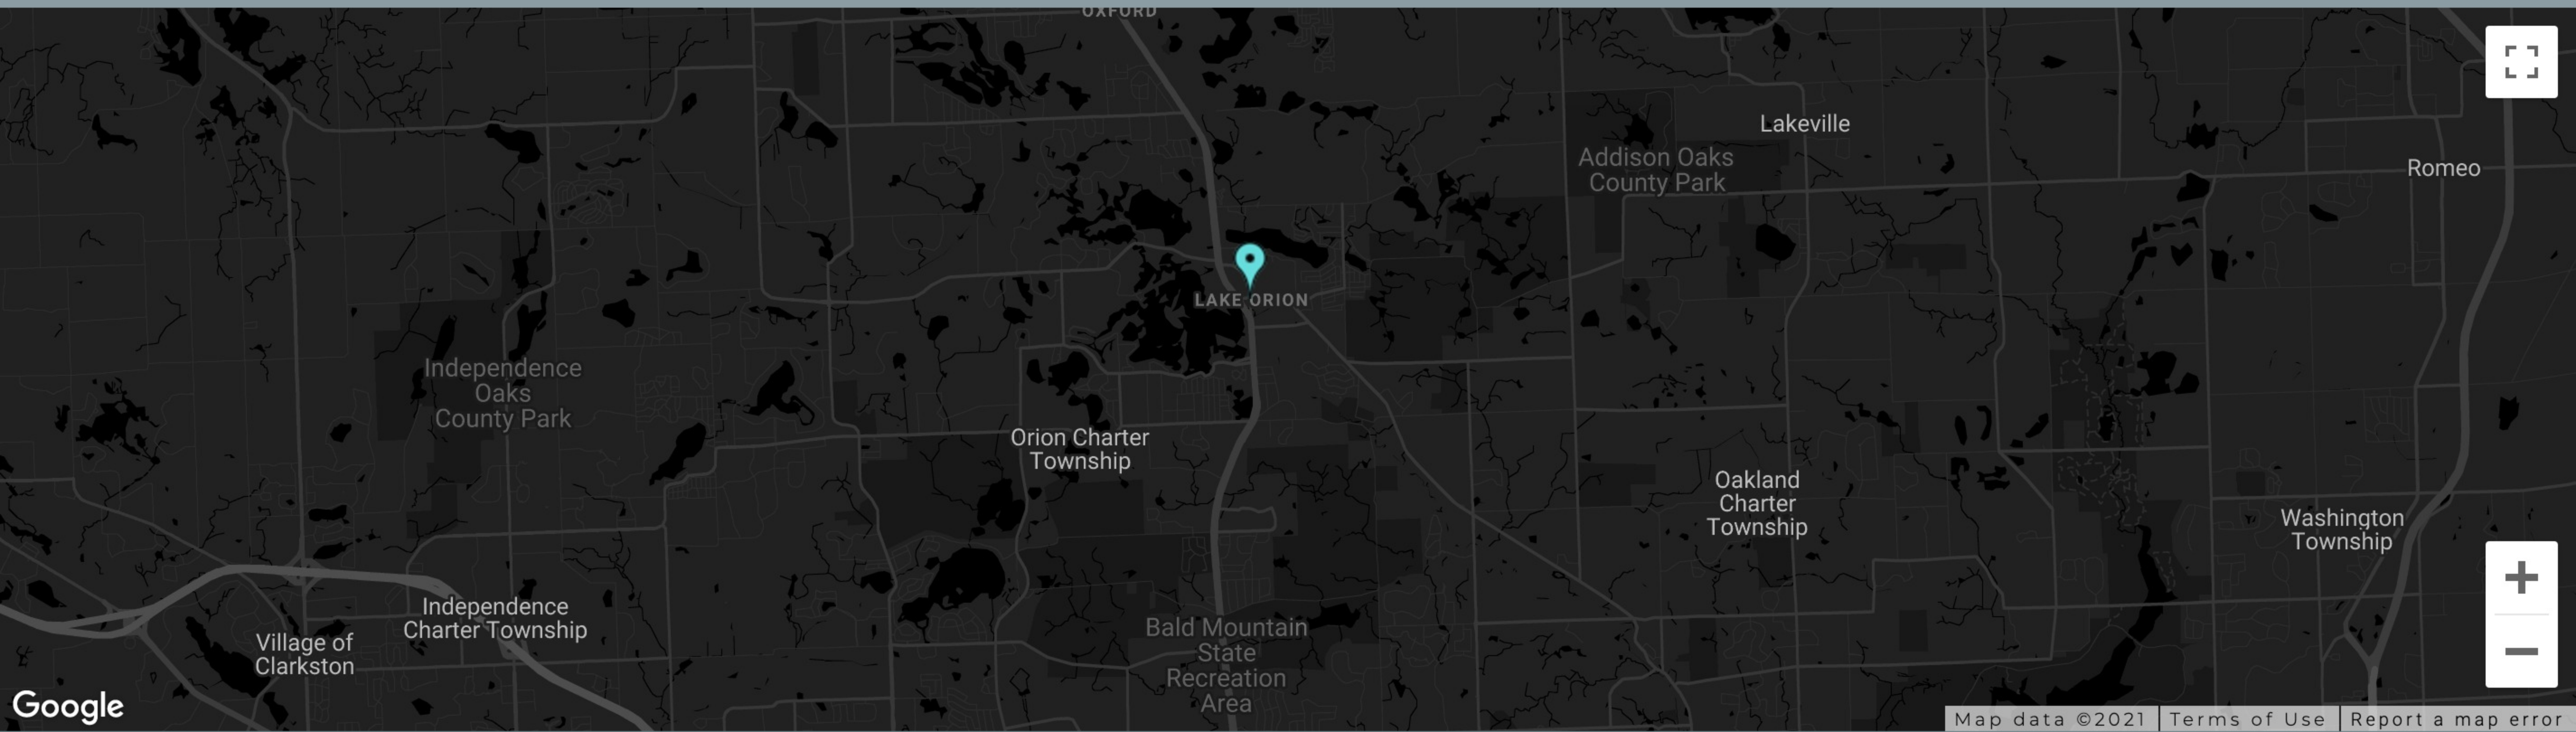 OXFORD
Lakeville
Addison Oaks
County Park
Romeo
LAKE ORION
Independence
Oaks
County Park
Orion Charter
Township
Oakland
Charter
Township
Washington
Township
Independence
Charter Township
Village of
Clarkston
Bald Mountain
State
Recreation
Area
Google
Map data ©2021
Terms of Use
Report a map error